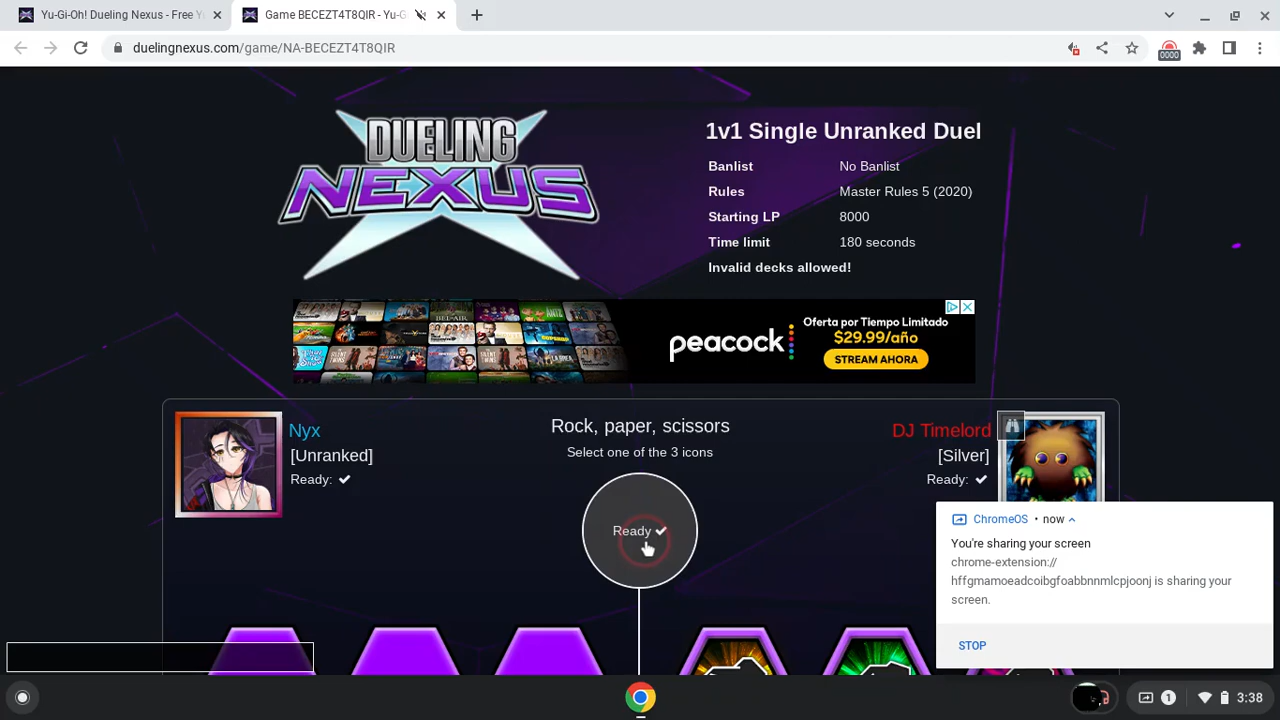 Yu-Gi-Oh! Dueling Nexus - Free Y
Game BECEZT4T8QIR - Yu-G
duelingnexus.com/game/NA-BECEZT4T8QIR
0000
DUELING
NEXUS
1v1 Single Unranked Duel
Banlist No Banlist
Rules Master Rules 5 (2020)
Starting LP 8000
Time limit 180 seconds
Invalid decks allowed!
peacock
Oferta por Tiempo Limitado
$29.99/año
STREAM AHORA
Nyx
[Unranked]
Ready:
Rock, paper, scissors
Select one of the 3 icons
Ready
DJ Timelord
[Silver]
Ready:
ChromeOS • now
You're sharing your screen
chrome-extension://
hffgmamoeadcoibgfoabbnnmlcpjoonj is sharing your
screen.
STOP
1
3:38